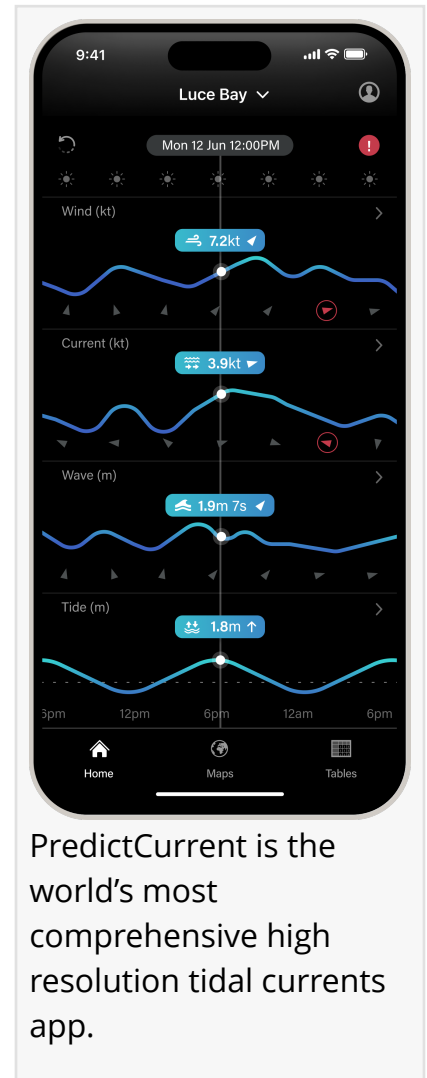 9:41
Luce Bay
Mon 12 Jun 12:00PM
!
Wind (kt)
7.2kt
Current (kt)
3.9kt
Wave (m)
1.9m 7s
Tide (m)
1.8m
6pm 12pm 6pm 12am 6pm
Home Maps Tables
PredictCurrent is the
world’s most
comprehensive high
resolution tidal currents
app.